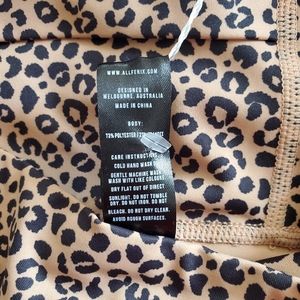 WWW.ALLFENIX.COM
DESIGNED IN
MELBOURNE, AUSTRALIA
MADE IN CHINA
BODY:
73% POLYESTER
CARE INSTRUCTIONS
COLD HAND WASH
GENTLE MACHINE WASH
WASH WITH LIKE COLOURS
DRY FLAT OUT OF DIRECT
SUNLIGHT. DO NOT TUMBLE
DRY. DO NOT IRON. DO NOT
BLEACH. DO NOT DRY CLEAN.
AVOID ROUGH SURFACES.